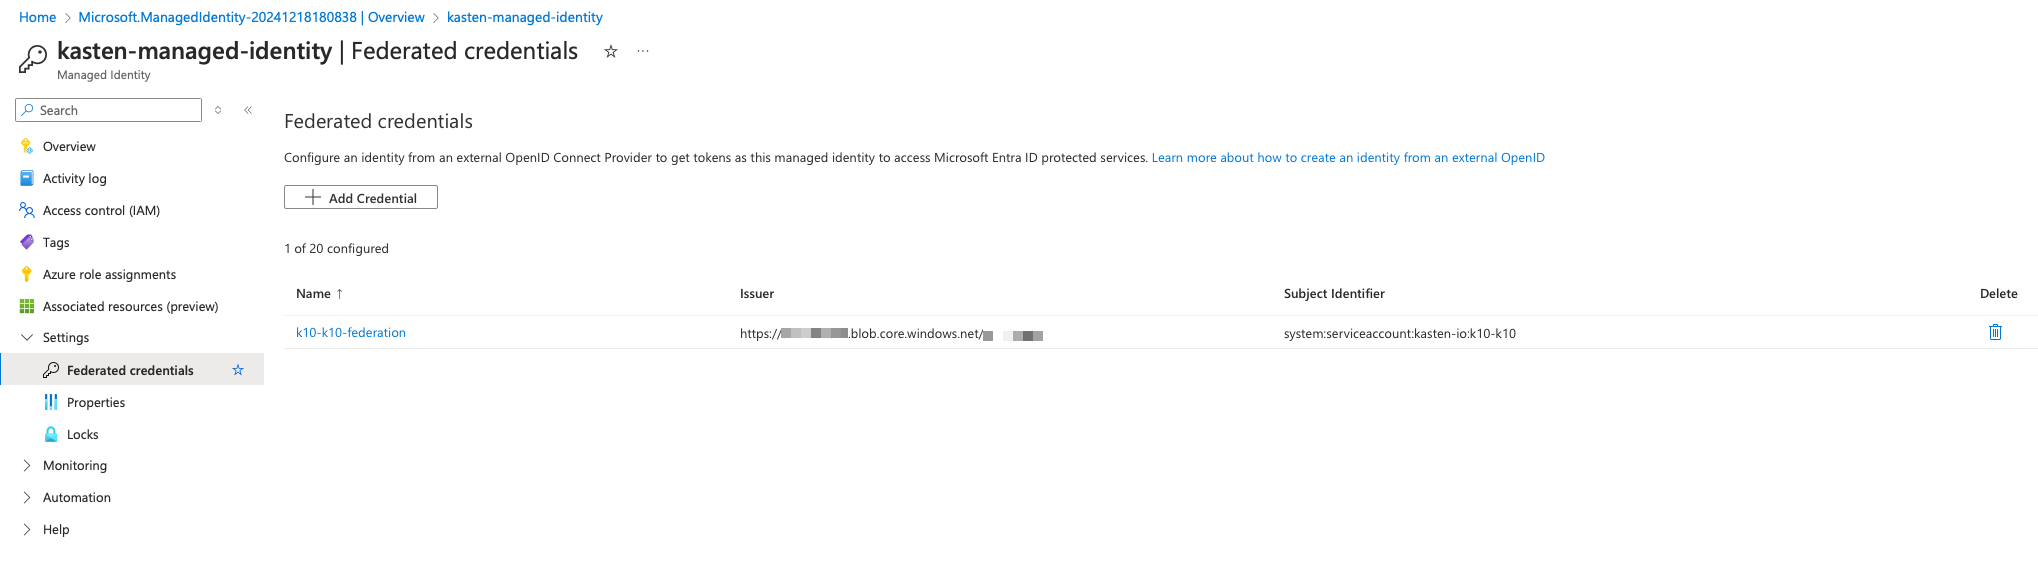 Home > Microsoft.ManagedIdentity-20241218180838 | Overview > kasten-managed-identity
kasten-managed-identity | Federated credentials
Managed Identity
Search
Overview
Activity log
Access control (IAM)
Tags
Azure role assignments
Associated resources (preview)
Settings
Federated credentials
Properties
Locks
Monitoring
Automation
Help
Federated credentials
Configure an identity from an external OpenID Connect Provider to get tokens as this managed identity to access Microsoft Entra ID protected services. Learn more about how to create an identity from an external OpenID
+ Add Credential
1 of 20 configured
Name ↑ Issuer Subject Identifier Delete
k10-k10-federation https:// .blob.core.windows.net/ system:serviceaccount:kasten-io:k10-k10